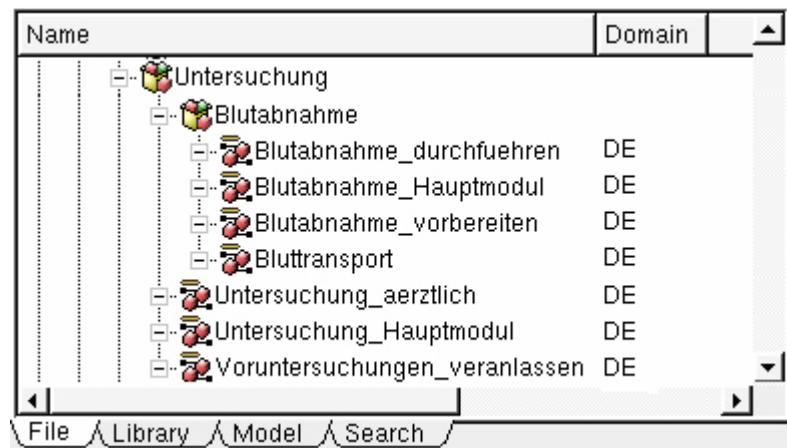 Name Domain
Untersuchung
Blutabnahme
Blutabnahme_durchfuehren DE
Blutabnahme_Hauptmodul DE
Blutabnahme_vorbereiten DE
Bluttransport DE
Untersuchung_aerztlich DE
Untersuchung_Hauptmodul DE
Voruntersuchungen_veranlassen DE
File Library Model Search